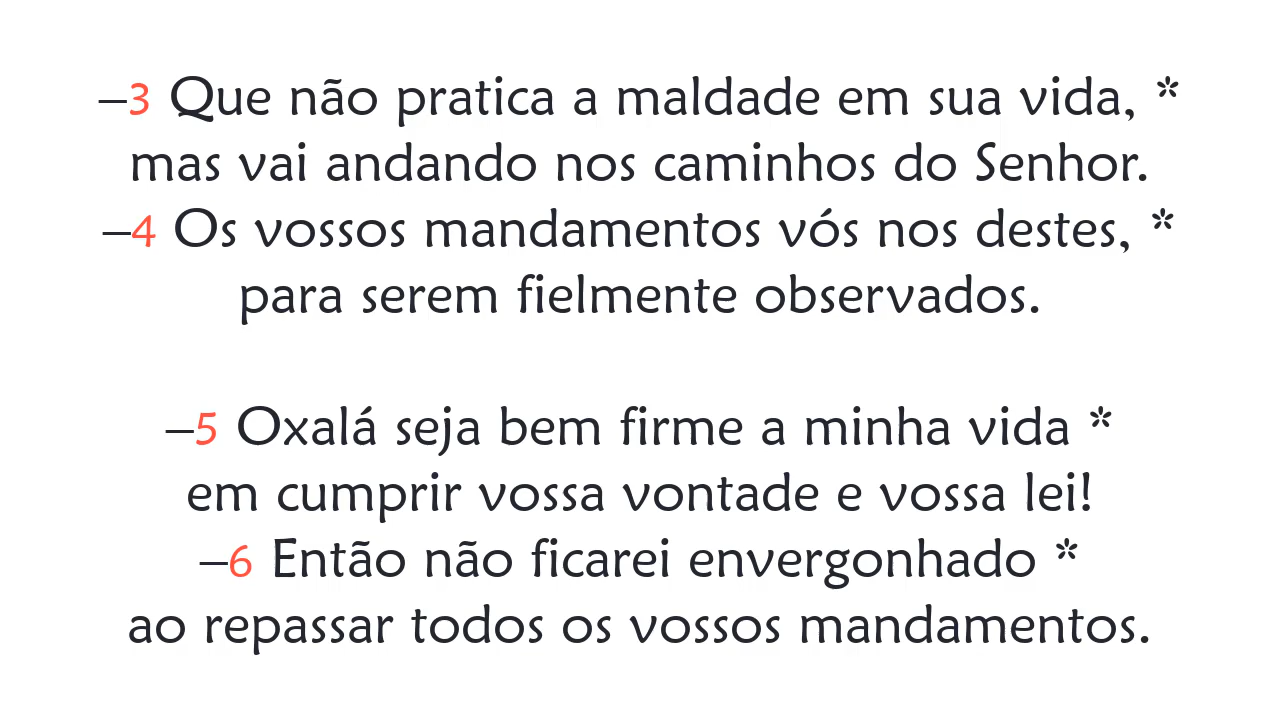 –3 Que não pratica a maldade em sua vida, *
mas vai andando nos caminhos do Senhor.
–4 Os vossos mandamentos vós nos destes, *
para serem fielmente observados.
–5 Oxalá seja bem firme a minha vida *
em cumprir vossa vontade e vossa lei!
–6 Então não ficarei envergonhado *
ao repassar todos os vossos mandamentos.